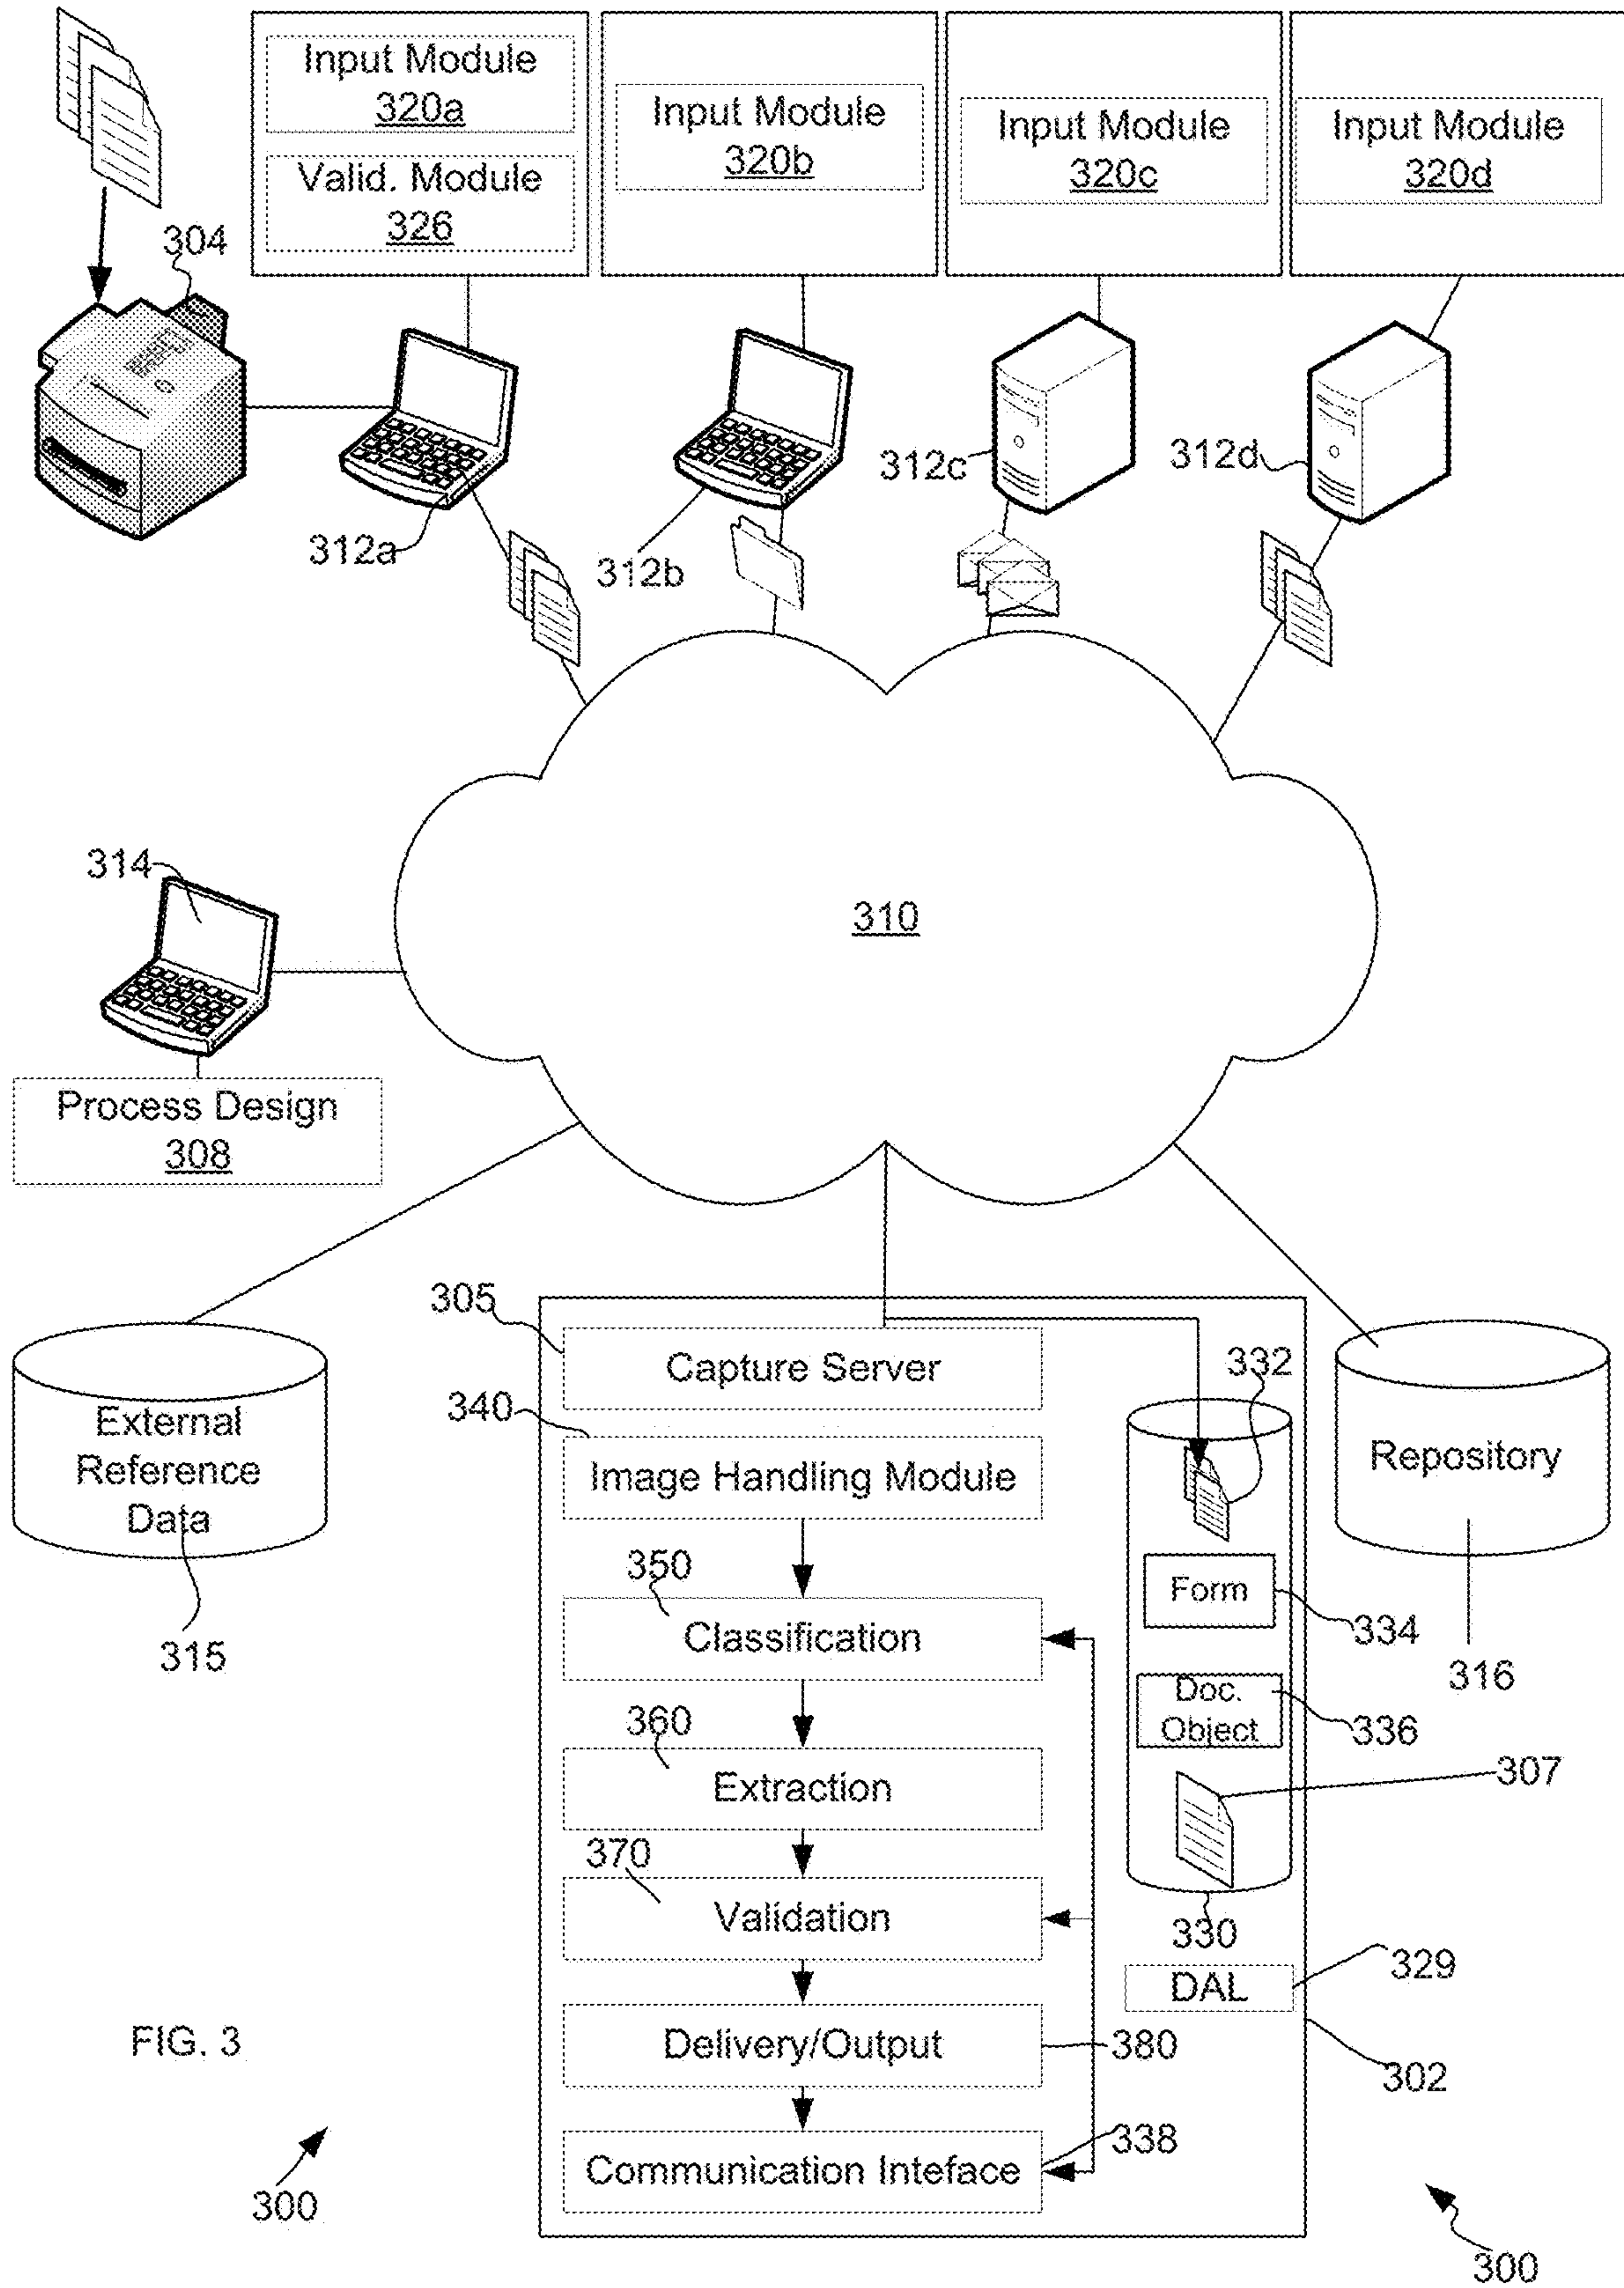 Input Module
320a
Valid. Module
326
Input Module
320b
Input Module
320c
Input Module
320d
304
312a
312b
312c
312d
314
310
Process Design
308
305
Capture Server
340
Image Handling Module
350
Classification
360
Extraction
370
Validation
Delivery/Output
380
Communication Inteface
338
External
Reference
Data
315
332
Form
334
Doc.
Object
336
307
330
DAL
329
302
Repository
316
FIG. 3
300
300